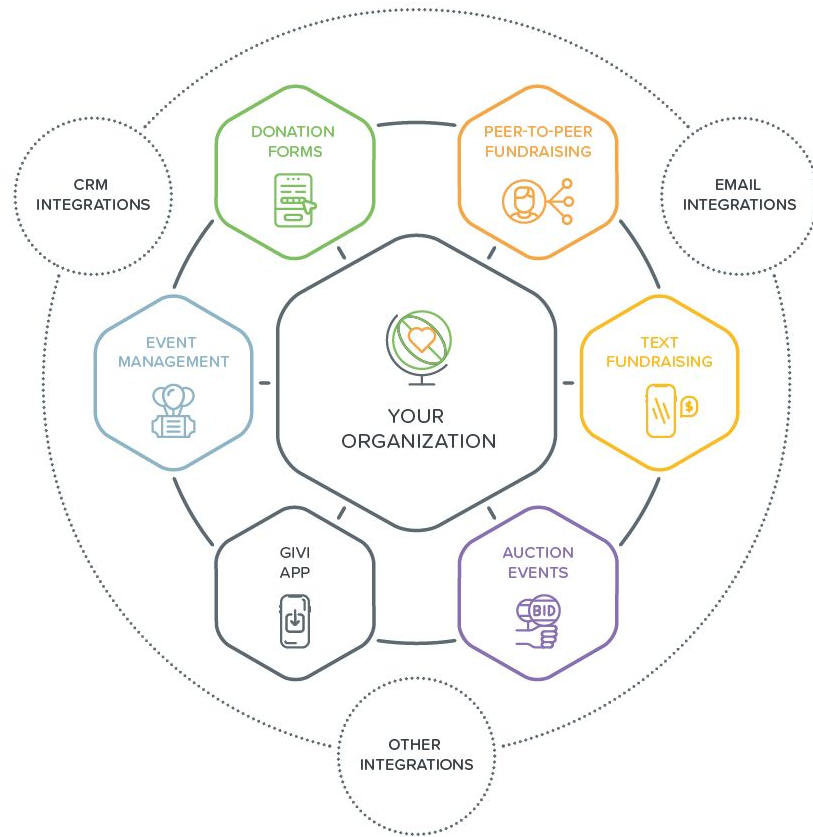 DONATION
FORMS
PEER-TO-PEER
FUNDRAISING
CRM
INTEGRATIONS
EMAIL
INTEGRATIONS
EVENT
MANAGEMENT
TEXT
FUNDRAISING
$
YOUR
ORGANIZATION
GIVI
APP
AUCTION
EVENTS
BID
OTHER
INTEGRATIONS